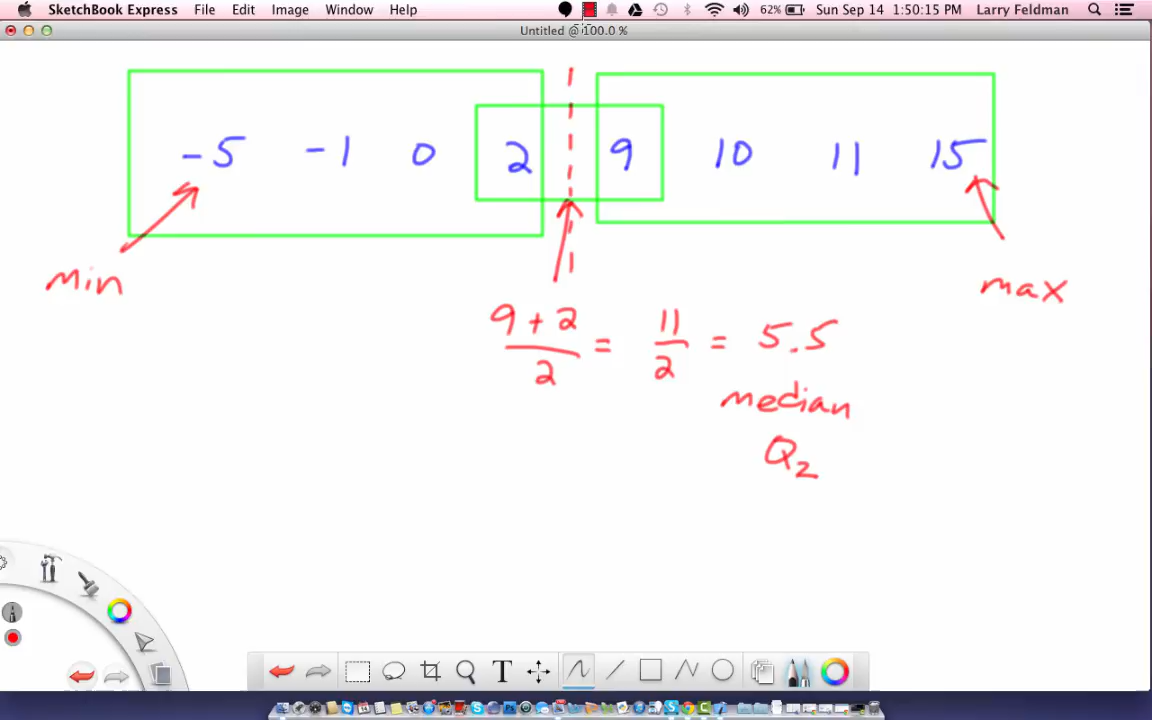 SketchBook Express File Edit Image Window Help 62% Sun Sep 14 1:50:15 PM Larry Feldman
Untitled @ 100.0 %
-5 -1 0 2 9 10 11 15
min
max
9 + 2 / 2 = 11 / 2 = 5.5
median
Q2
T